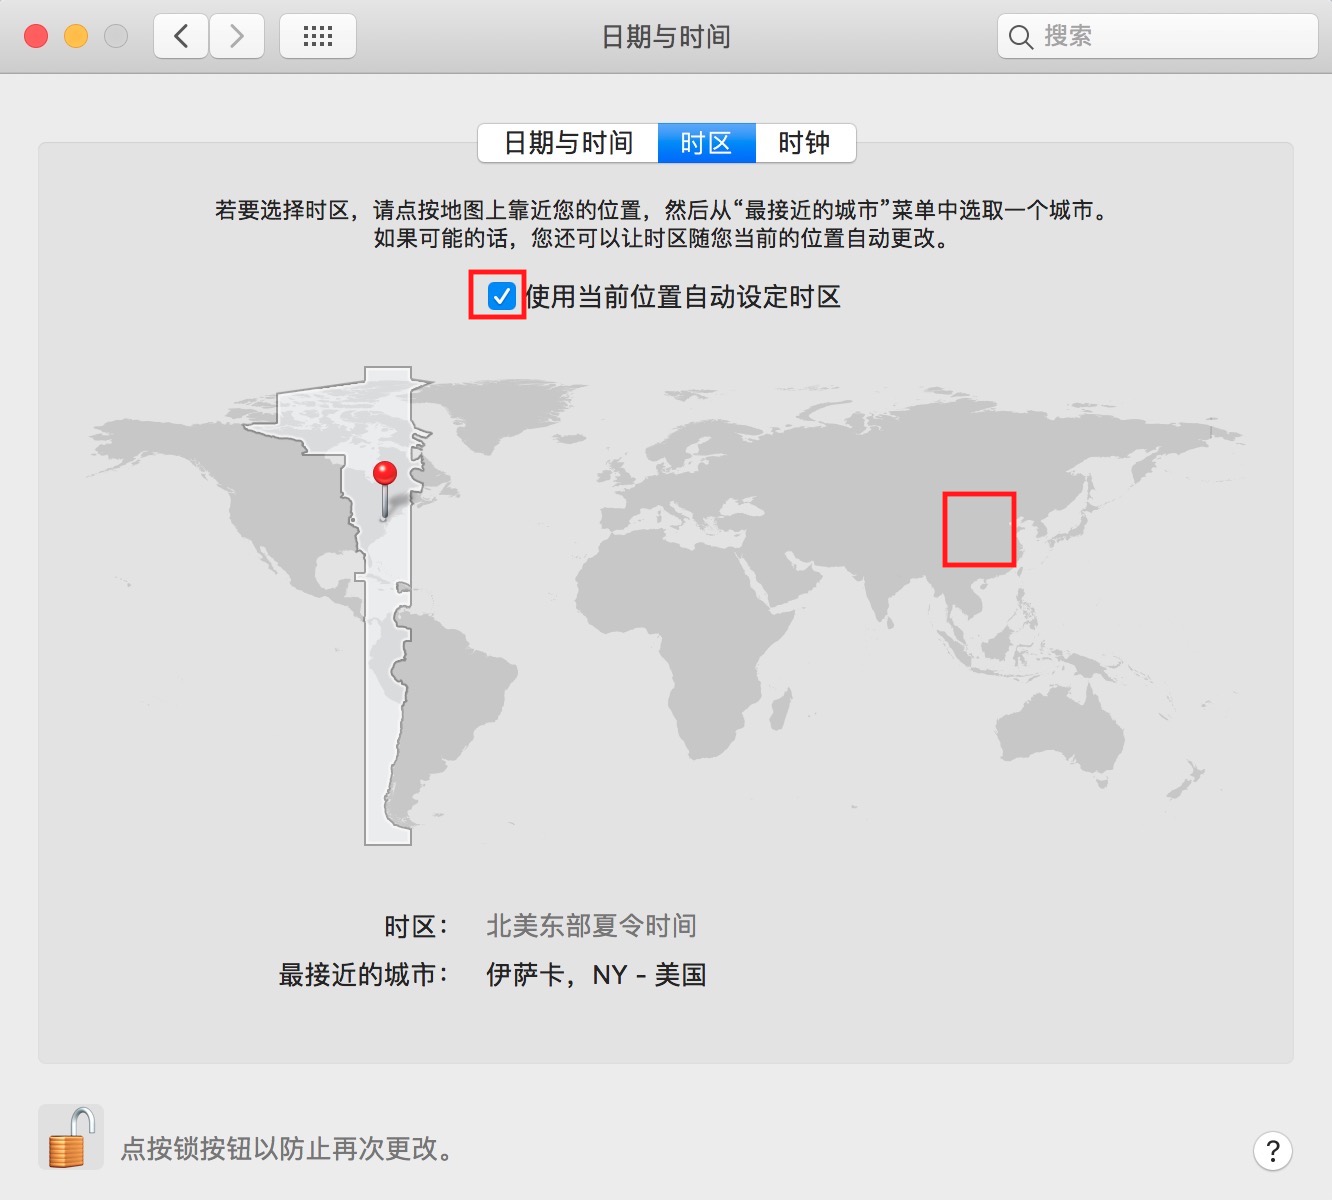 日期与时间
搜索
日期与时间 时区 时钟
若要选择时区，请点按地图上靠近您的位置，然后从“最接近的城市”菜单中选取一个城市。
如果可能的话，您还可以让时区随您当前的位置自动更改。
使用当前位置自动设定时区
时区： 北美东部夏令时间
最接近的城市： 伊萨卡，NY - 美国
点按锁按钮以防止再次更改。
?